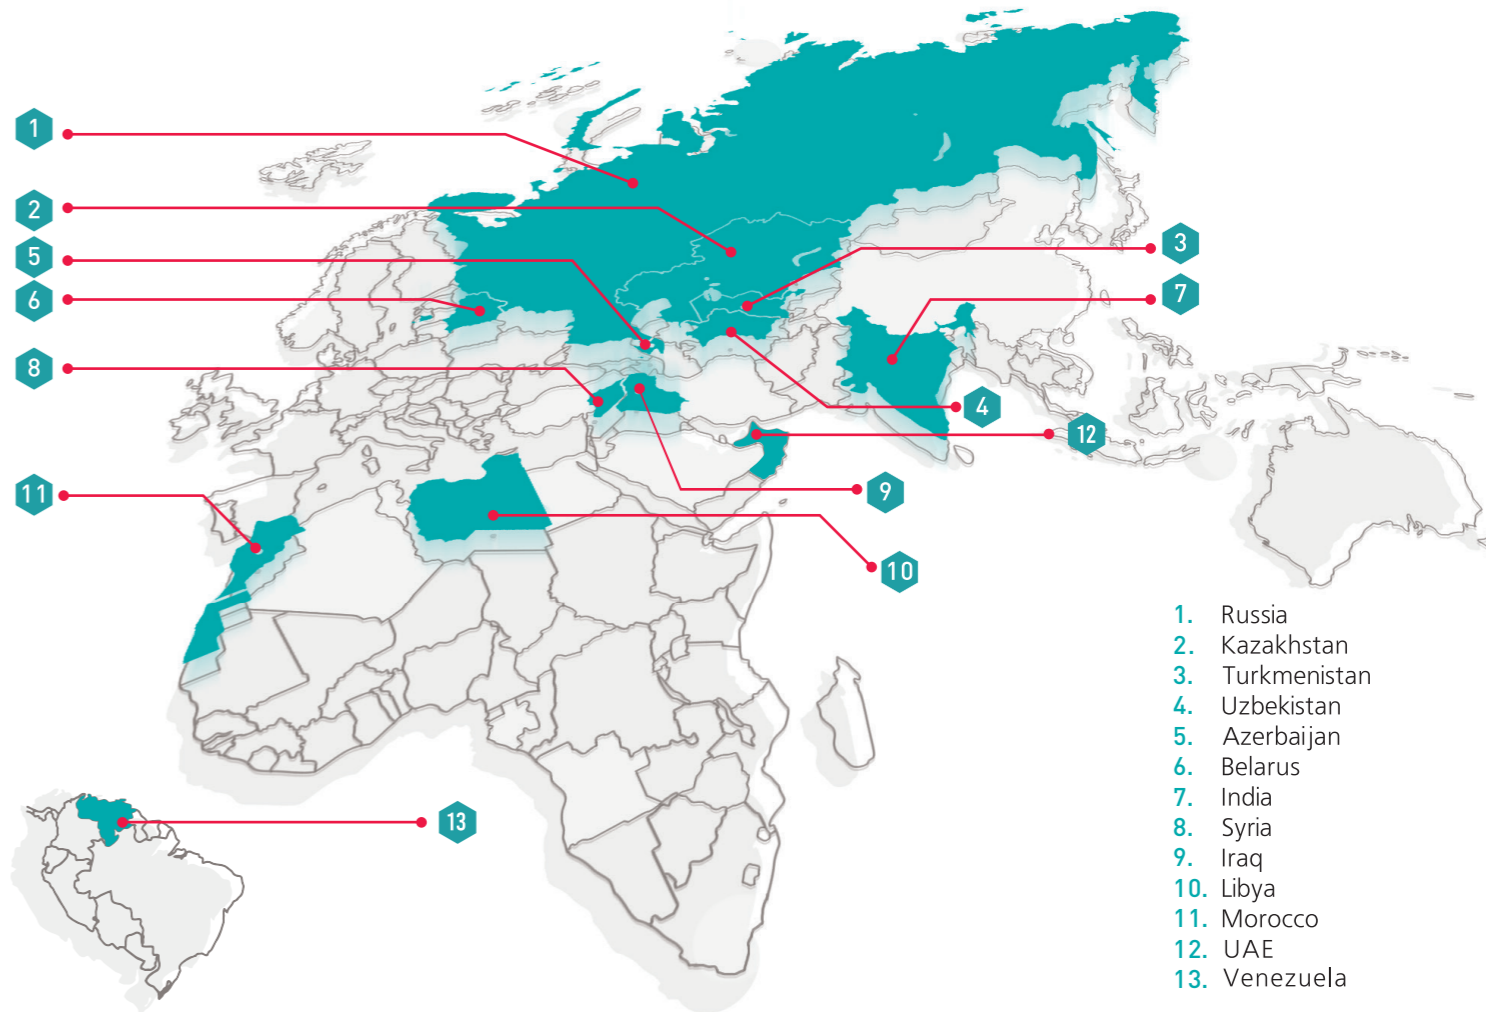 1
2
5
6
8
11
3
7
4
12
9
10
13
1. Russia
2. Kazakhstan
3. Turkmenistan
4. Uzbekistan
5. Azerbaijan
6. Belarus
7. India
8. Syria
9. Iraq
10. Libya
11. Morocco
12. UAE
13. Venezuela